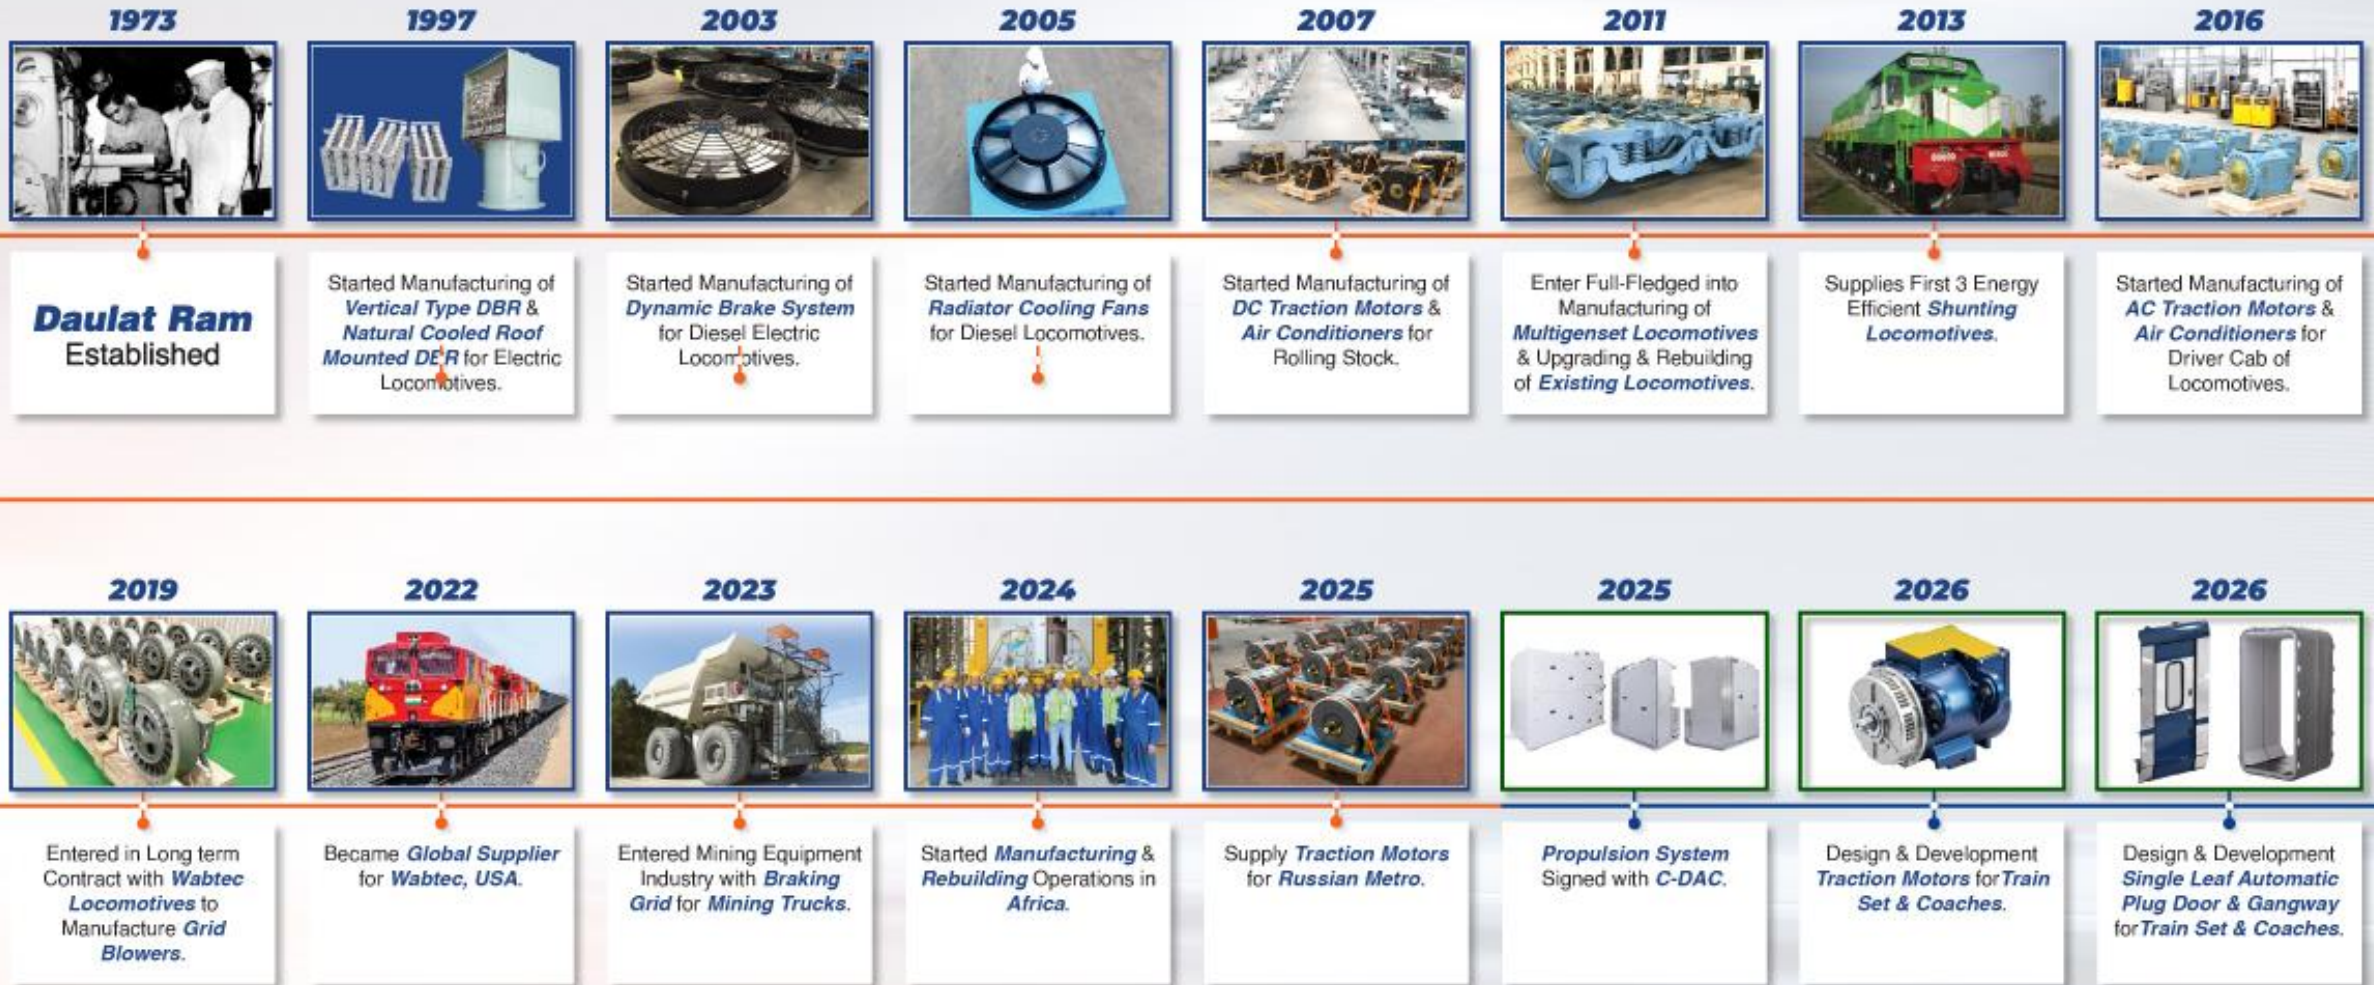 1973
1997
2003
2005
2007
2011
2013
2016
Daulat Ram
Established
Started Manufacturing of
Vertical Type DBR &
Natural Cooled Roof
Mounted DBR for Electric
Locomotives.
Started Manufacturing of
Dynamic Brake System
for Diesel Electric
Locomotives.
Started Manufacturing of
Radiator Cooling Fans
for Diesel Locomotives.
Started Manufacturing of
DC Traction Motors &
Air Conditioners for
Rolling Stock.
Enter Full-Fledged into
Manufacturing of
Multigenset Locomotives
& Upgrading & Rebuilding
of Existing Locomotives.
Supplies First 3 Energy
Efficient Shunting
Locomotives.
Started Manufacturing of
AC Traction Motors &
Air Conditioners for
Driver Cab of
Locomotives.
2019
2022
2023
2024
2025
2025
2026
2026
Entered in Long term
Contract with Wabtec
Locomotives to
Manufacture Grid
Blowers.
Became Global Supplier
for Wabtec, USA.
Entered Mining Equipment
Industry with Braking
Grid for Mining Trucks.
Started Manufacturing &
Rebuilding Operations in
Africa.
Supply Traction Motors
for Russian Metro.
Propulsion System
Signed with C-DAC.
Design & Development
Traction Motors for Train
Set & Coaches.
Design & Development
Single Leaf Automatic
Plug Door & Gangway
for Train Set & Coaches.